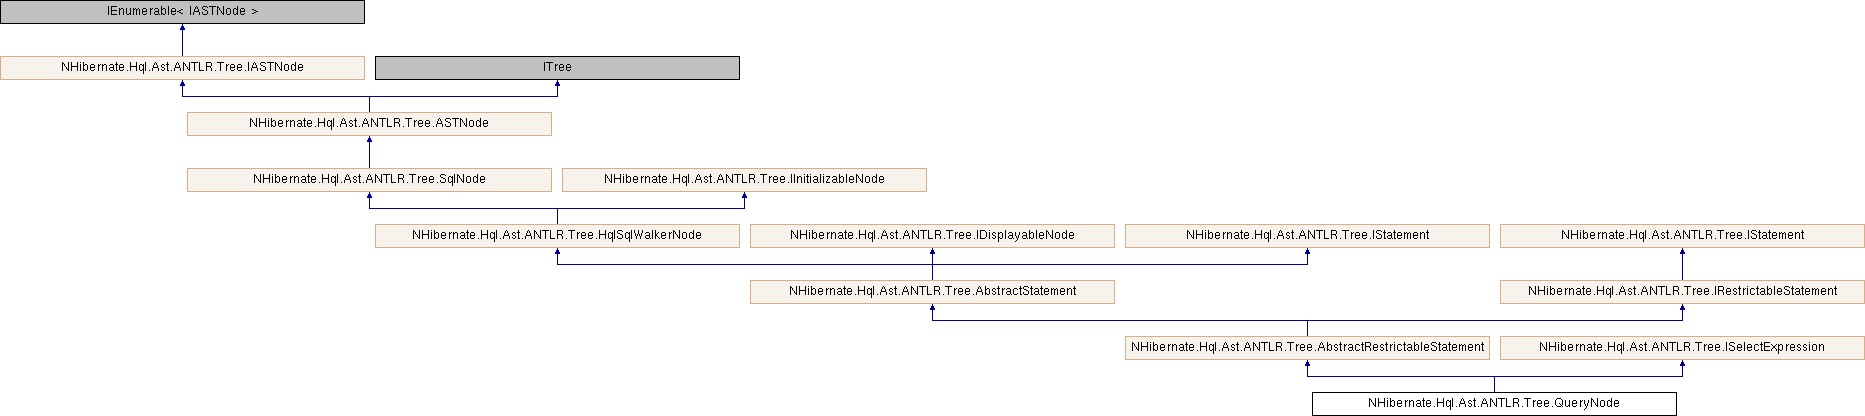 IEnumerable< IASTNode >
NHibernate.Hql.Ast.ANTLR.Tree.IASTNode
ITree
NHibernate.Hql.Ast.ANTLR.Tree.ASTNode
NHibernate.Hql.Ast.ANTLR.Tree.SqlNode
NHibernate.Hql.Ast.ANTLR.Tree.IInitializableNode
NHibernate.Hql.Ast.ANTLR.Tree.HqlSqlWalkerNode
NHibernate.Hql.Ast.ANTLR.Tree.IDisplayableNode
NHibernate.Hql.Ast.ANTLR.Tree.IStatement
NHibernate.Hql.Ast.ANTLR.Tree.IStatement
NHibernate.Hql.Ast.ANTLR.Tree.AbstractStatement
NHibernate.Hql.Ast.ANTLR.Tree.IRestrictableStatement
NHibernate.Hql.Ast.ANTLR.Tree.AbstractRestrictableStatement
NHibernate.Hql.Ast.ANTLR.Tree.ISelectExpression
NHibernate.Hql.Ast.ANTLR.Tree.QueryNode